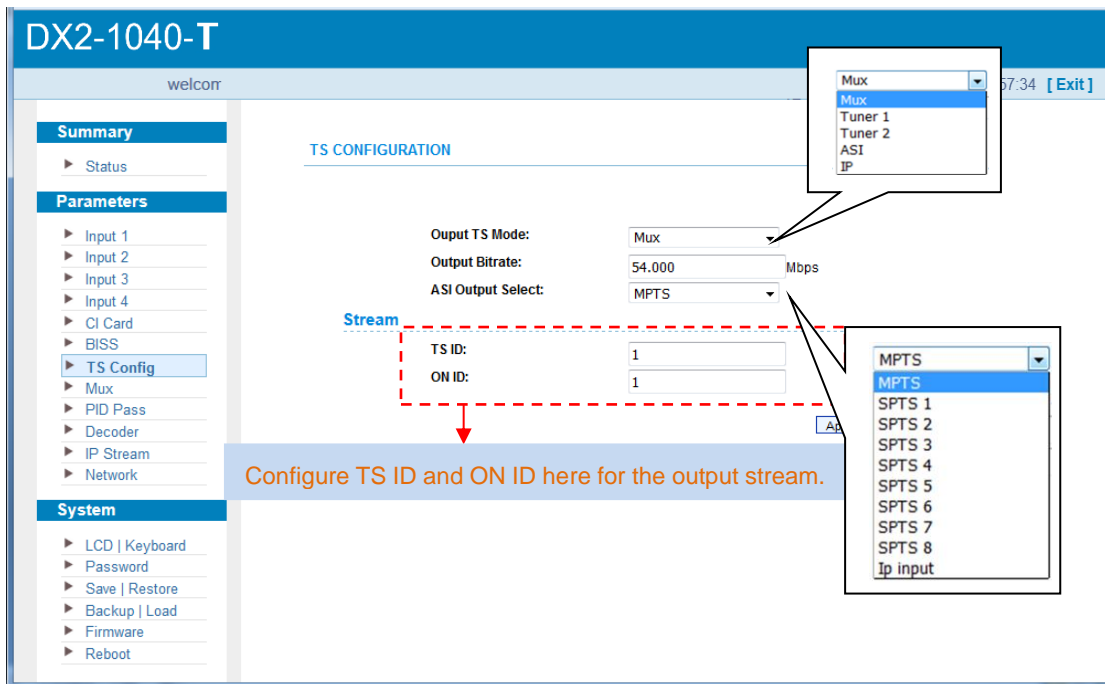 DX2-1040-T
welcom
57:34 [ Exit ]
Mux
Mux
Tuner 1
Tuner 2
ASI
IP
Summary
Status
Parameters
Input 1
Input 2
Input 3
Input 4
CI Card
BISS
TS Config
Mux
PID Pass
Decoder
IP Stream
Network
System
LCD | Keyboard
Password
Save | Restore
Backup | Load
Firmware
Reboot
TS CONFIGURATION
Ouput TS Mode: Mux
Output Bitrate: 54.000 Mbps
ASI Output Select: MPTS
Stream
TS ID: 1
ON ID: 1
Configure TS ID and ON ID here for the output stream.
MPTS
MPTS
SPTS 1
SPTS 2
SPTS 3
SPTS 4
SPTS 5
SPTS 6
SPTS 7
SPTS 8
Ip input